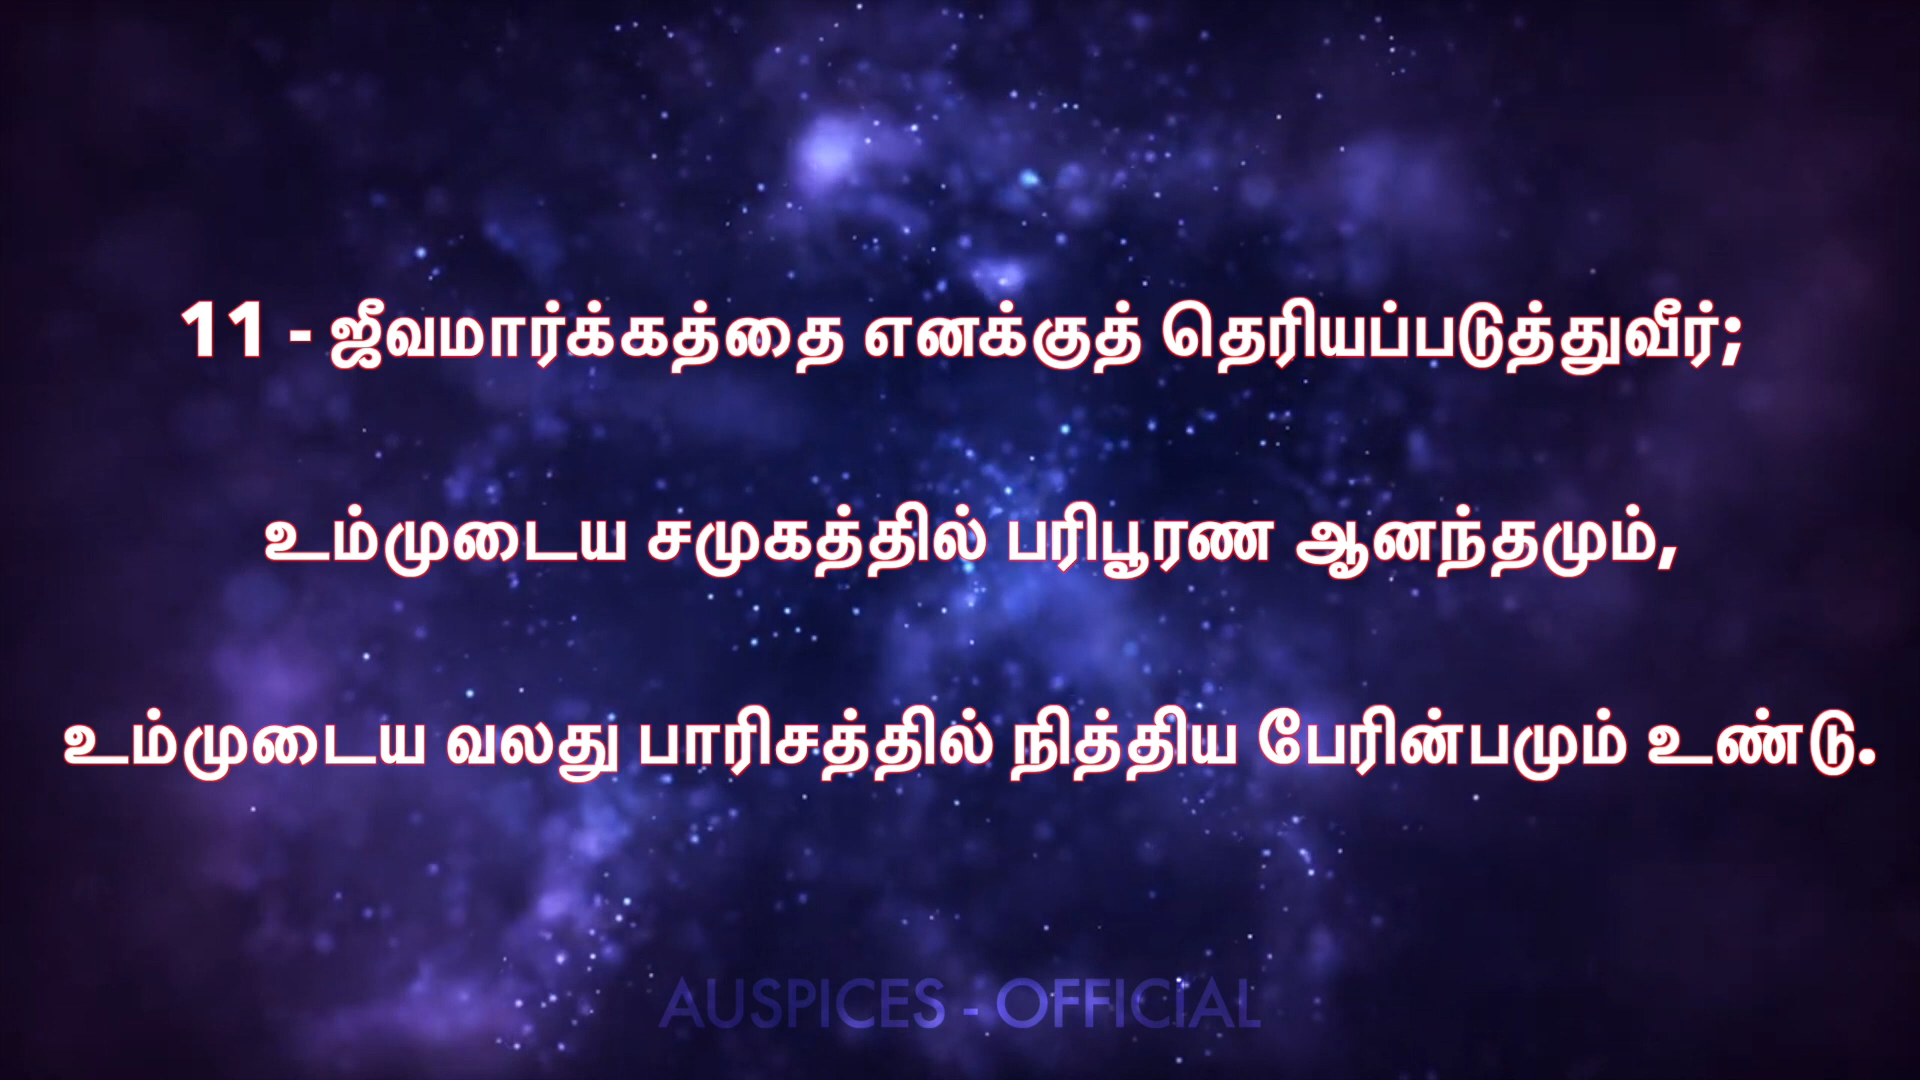 11 - ஜீவமார்க்கத்தை எனக்குத் தெரியப்படுத்துவீர்;
உம்முடைய சமுகத்தில் பரிபூரண ஆனந்தமும்,
உம்முடைய வலது பாரிசத்தில் நித்திய பேரின்பமும் உண்டு.
AUSPICES - OFFICIAL